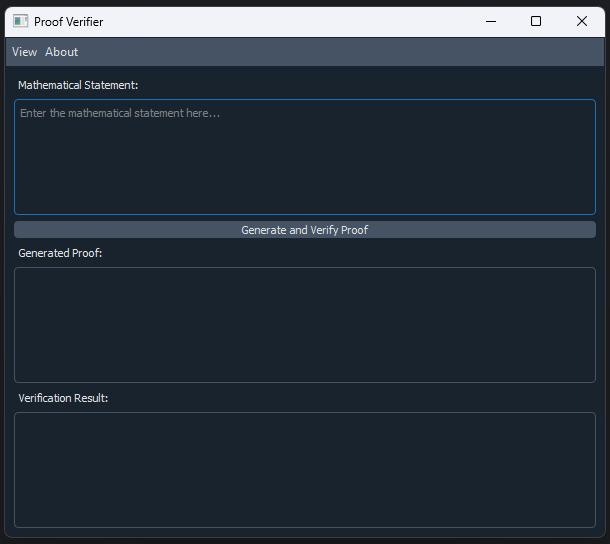 Proof Verifier
View About
Mathematical Statement:
Enter the mathematical statement here...
Generate and Verify Proof
Generated Proof:
Verification Result: